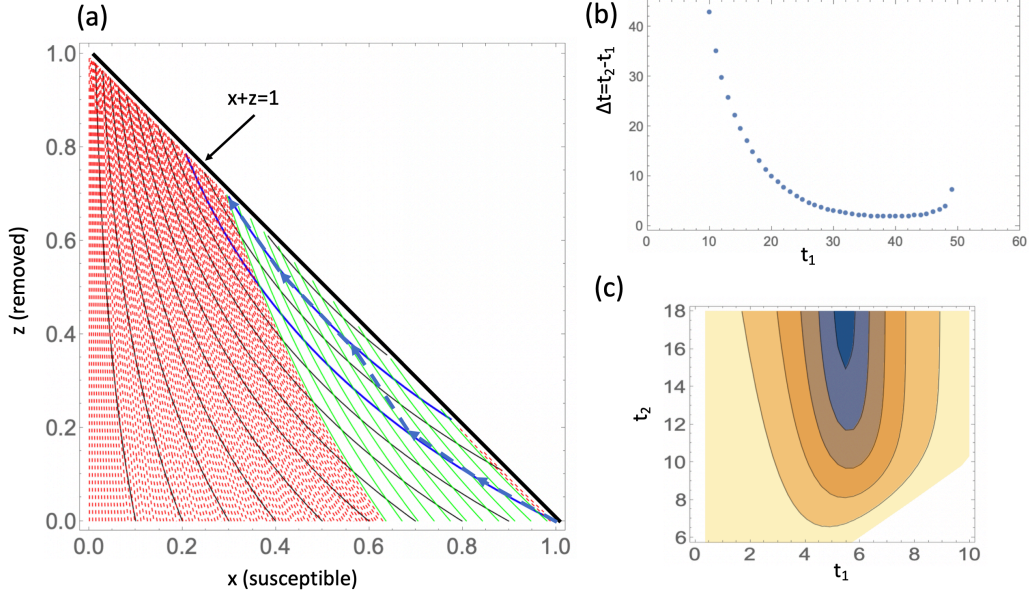 (a)
1.0
0.8
0.6
0.4
0.2
0.0
z (removed)
x+z=1
0.0 0.2 0.4 0.6 0.8 1.0
x (susceptible)
(b)
Δt=t₂-t₁
40
30
20
10
0
0 10 20 30 40 50 60
t₁
(c)
18
16
14
12
10
8
6
t₂
0 2 4 6 8 10
t₁